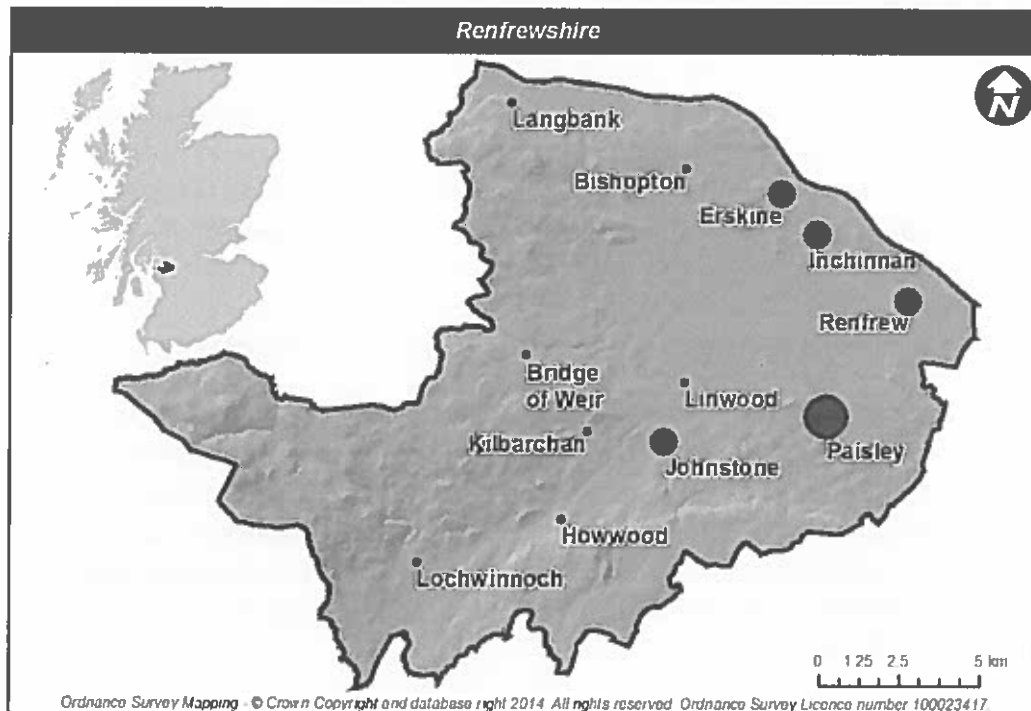 Renfrewshire
N
Langbank
Bishopton
Erskine
Inchinnan
Renfrew
Bridge
of Weir
Linwood
Kilbarchan
Johnstone
Paisley
Howwood
Lochwinnoch
0 1.25 2.5 5 km
Ordnance Survey Mapping - © Crown Copyright and database right 2014. All rights reserved. Ordnance Survey Licence number 100023417.